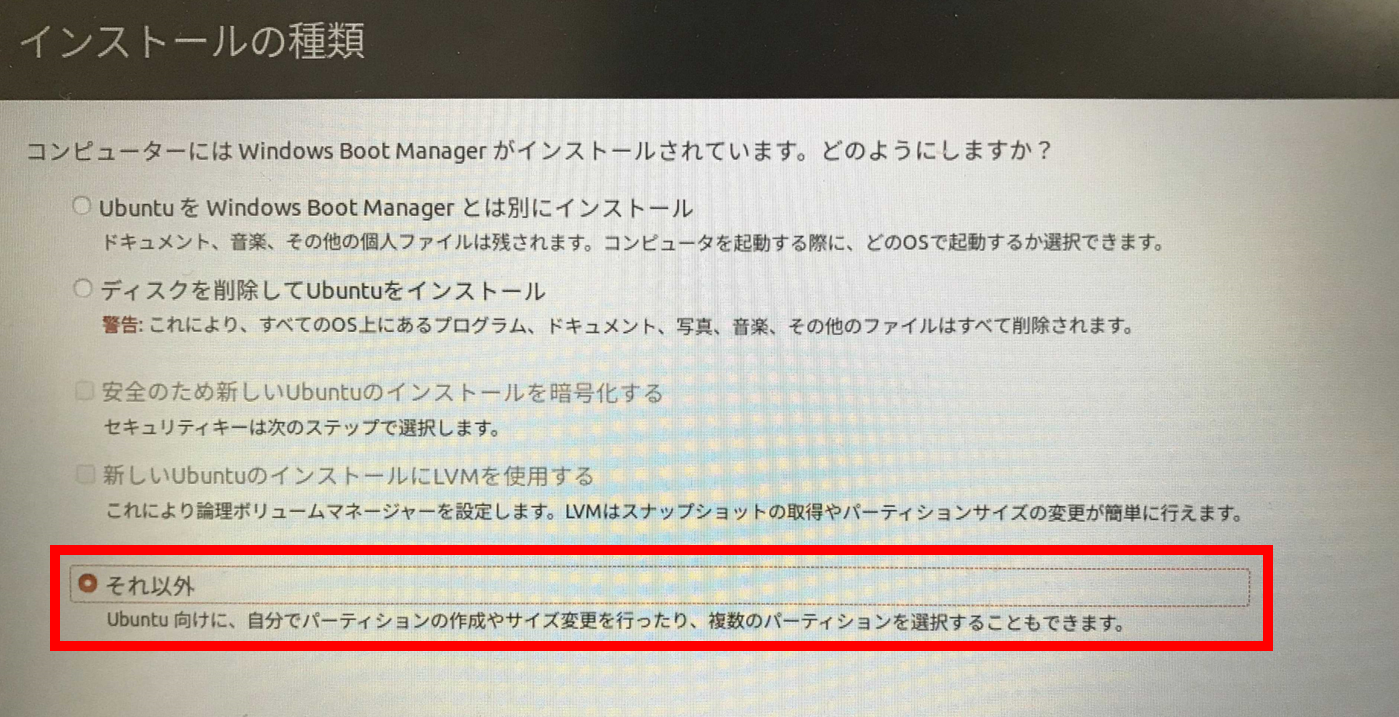 インストールの種類
コンピューターには Windows Boot Manager がインストールされています。どのようにしますか？
Ubuntu を Windows Boot Manager とは別にインストール
ドキュメント、音楽、その他の個人ファイルは残されます。コンピュータを起動する際に、どのOSで起動するか選択できます。
ディスクを削除してUbuntuをインストール
警告: これにより、すべてのOS上にあるプログラム、ドキュメント、写真、音楽、その他のファイルはすべて削除されます。
安全のため新しいUbuntuのインストールを暗号化する
セキュリティキーは次のステップで選択します。
新しいUbuntuのインストールにLVMを使用する
これにより論理ボリュームマネージャーを設定します。LVMはスナップショットの取得やパーティションサイズの変更が簡単に行えます。
それ以外
Ubuntu 向けに、自分でパーティションの作成やサイズ変更を行ったり、複数のパーティションを選択することもできます。